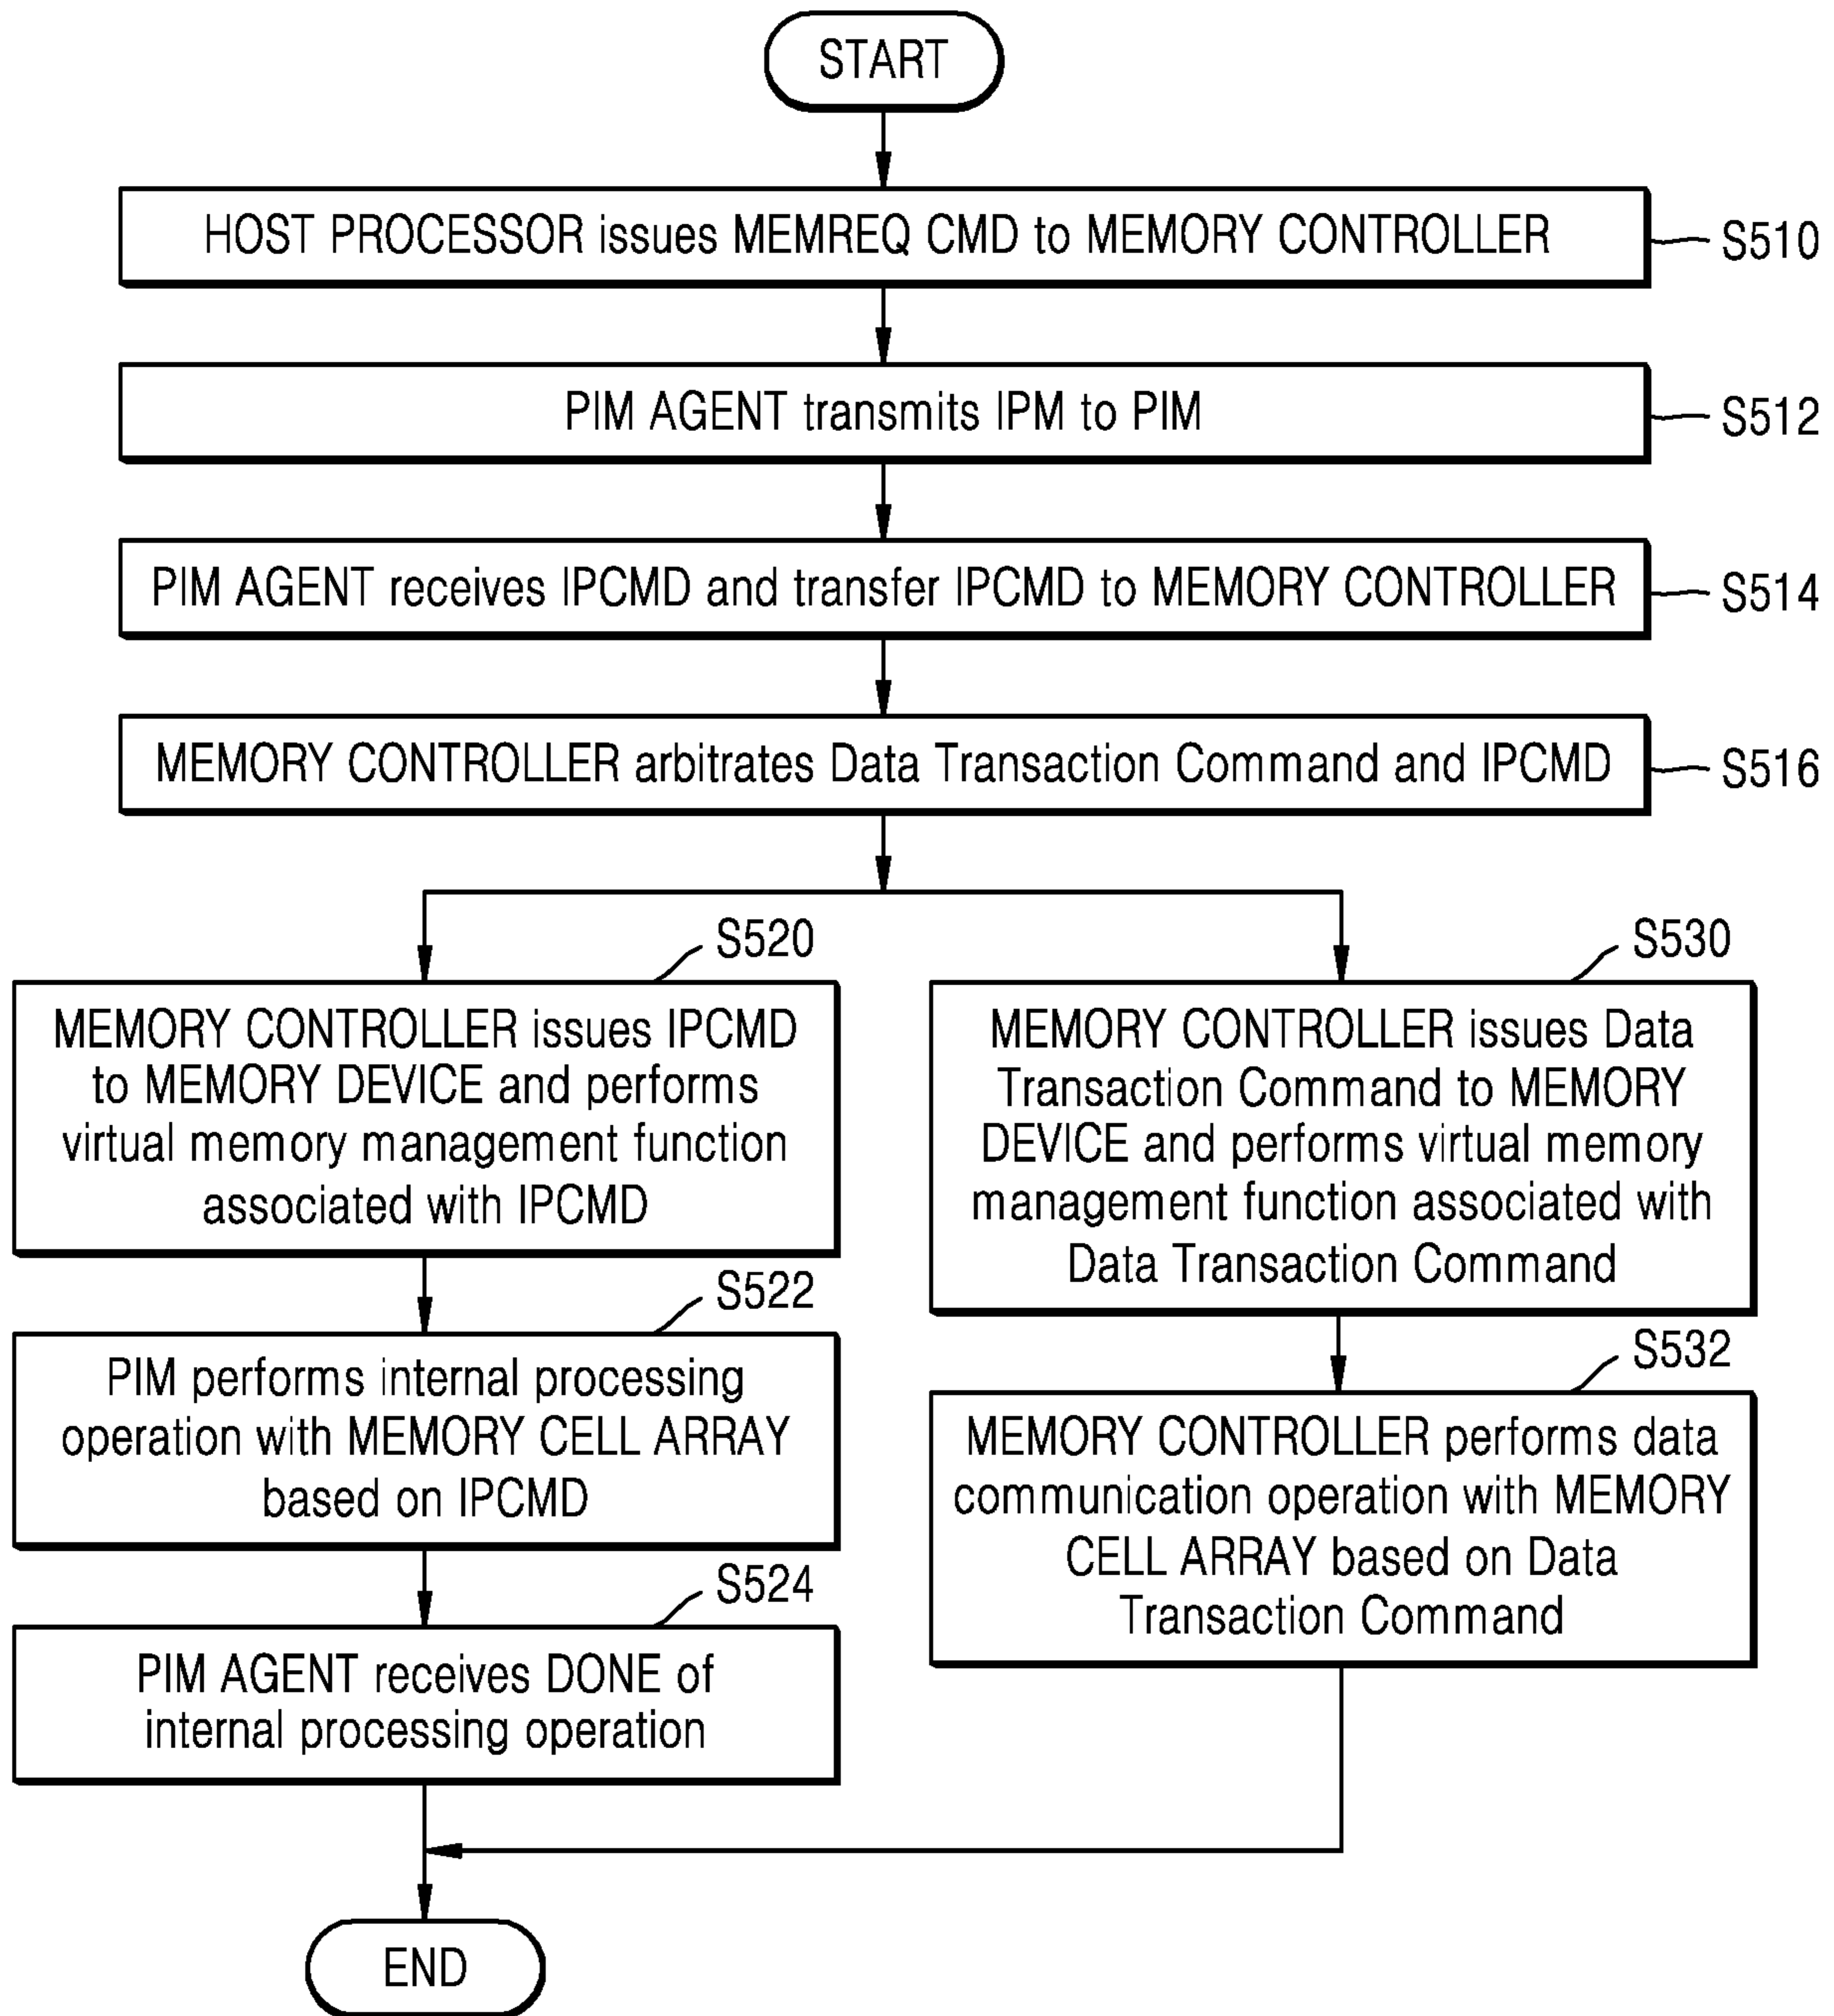 START
HOST PROCESSOR issues MEMREQ CMD to MEMORY CONTROLLER
S510
PIM AGENT transmits IPM to PIM
S512
PIM AGENT receives IPCMD and transfer IPCMD to MEMORY CONTROLLER
S514
MEMORY CONTROLLER arbitrates Data Transaction Command and IPCMD
S516
S520
MEMORY CONTROLLER issues IPCMD
to MEMORY DEVICE and performs
virtual memory management function
associated with IPCMD
S522
PIM performs internal processing
operation with MEMORY CELL ARRAY
based on IPCMD
S524
PIM AGENT receives DONE of
internal processing operation
S530
MEMORY CONTROLLER issues Data
Transaction Command to MEMORY
DEVICE and performs virtual memory
management function associated with
Data Transaction Command
S532
MEMORY CONTROLLER performs data
communication operation with MEMORY
CELL ARRAY based on Data
Transaction Command
END